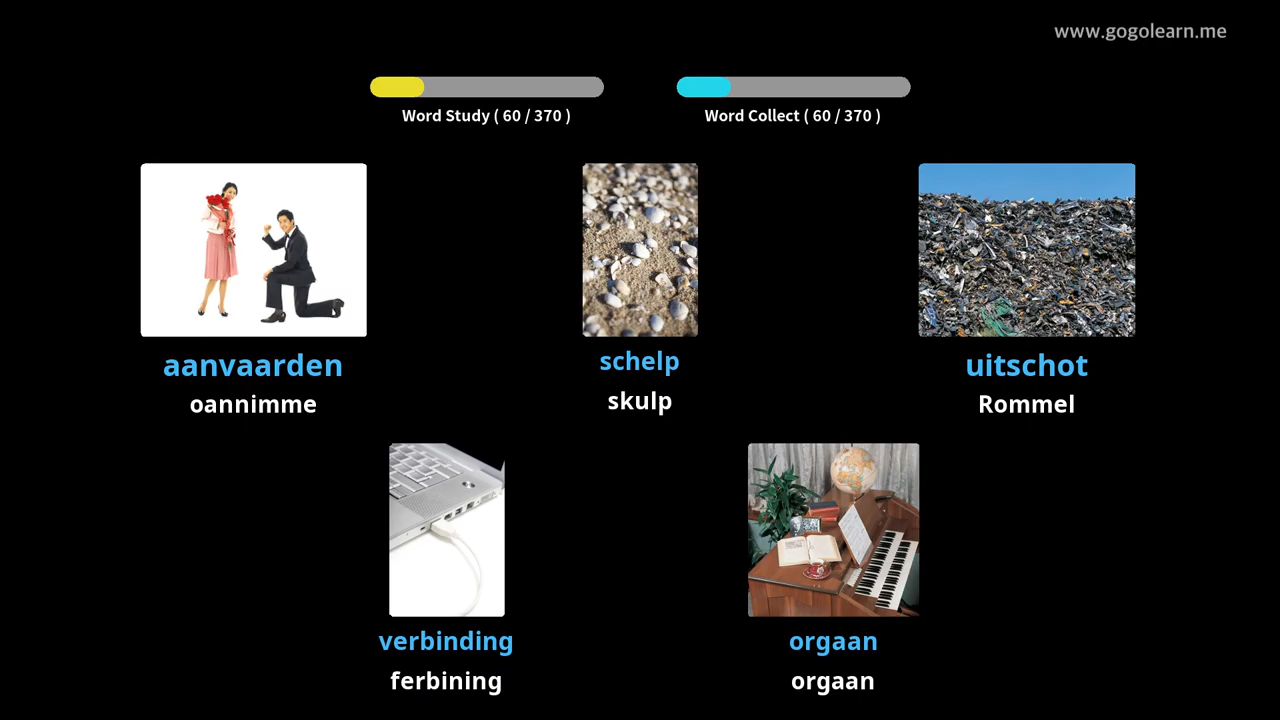 www.gogolearn.me
Word Study ( 60 / 370 )
Word Collect ( 60 / 370 )
aanvaarden
oannimme
schelp
skulp
uitschot
Rommel
verbinding
ferbining
orgaan
orgaan